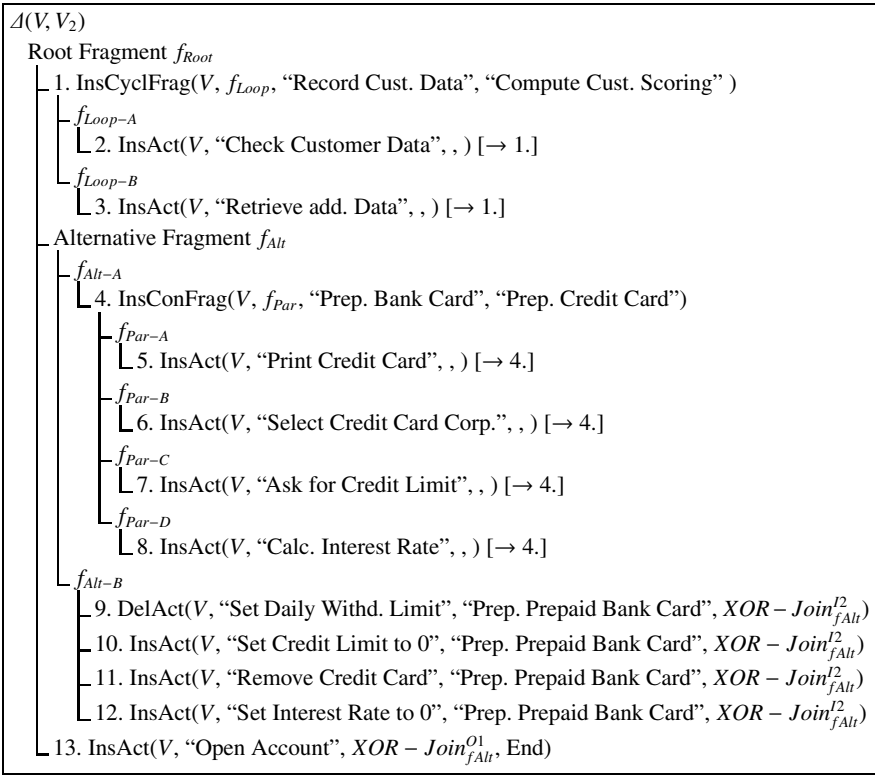 Δ(V, V₂)
Root Fragment f_Root
1. InsCyclFrag(V, f_Loop, “Record Cust. Data”, “Compute Cust. Scoring” )
f_Loop−A
2. InsAct(V, “Check Customer Data”, , ) [→ 1.]
f_Loop−B
3. InsAct(V, “Retrieve add. Data”, , ) [→ 1.]
Alternative Fragment f_Alt
f_Alt−A
4. InsConFrag(V, f_Par, “Prep. Bank Card”, “Prep. Credit Card”)
f_Par−A
5. InsAct(V, “Print Credit Card”, , ) [→ 4.]
f_Par−B
6. InsAct(V, “Select Credit Card Corp.”, , ) [→ 4.]
f_Par−C
7. InsAct(V, “Ask for Credit Limit”, , ) [→ 4.]
f_Par−D
8. InsAct(V, “Calc. Interest Rate”, , ) [→ 4.]
f_Alt−B
9. DelAct(V, “Set Daily Withd. Limit”, “Prep. Prepaid Bank Card”, XOR − Join^I2_fAlt)
10. InsAct(V, “Set Credit Limit to 0”, “Prep. Prepaid Bank Card”, XOR − Join^I2_fAlt)
11. InsAct(V, “Remove Credit Card”, “Prep. Prepaid Bank Card”, XOR − Join^I2_fAlt)
12. InsAct(V, “Set Interest Rate to 0”, “Prep. Prepaid Bank Card”, XOR − Join^I2_fAlt)
13. InsAct(V, “Open Account”, XOR − Join^O1_fAlt, End)